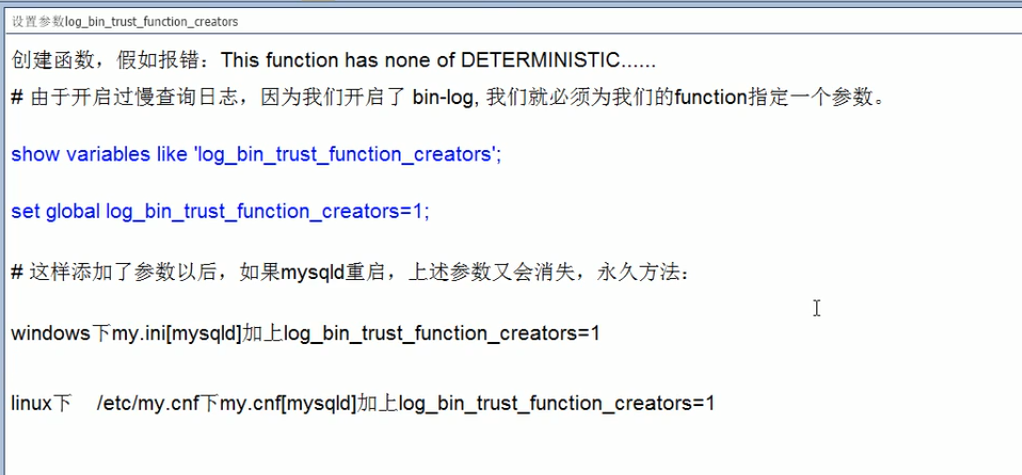 设置参数log_bin_trust_function_creators
创建函数，假如报错：This function has none of DETERMINISTIC......
# 由于开启过慢查询日志，因为我们开启了 bin-log, 我们就必须为我们的function指定一个参数。
show variables like 'log_bin_trust_function_creators';
set global log_bin_trust_function_creators=1;
# 这样添加了参数以后，如果mysqld重启，上述参数又会消失，永久方法：
windows下my.ini[mysqld]加上log_bin_trust_function_creators=1
linux下 /etc/my.cnf下my.cnf[mysqld]加上log_bin_trust_function_creators=1